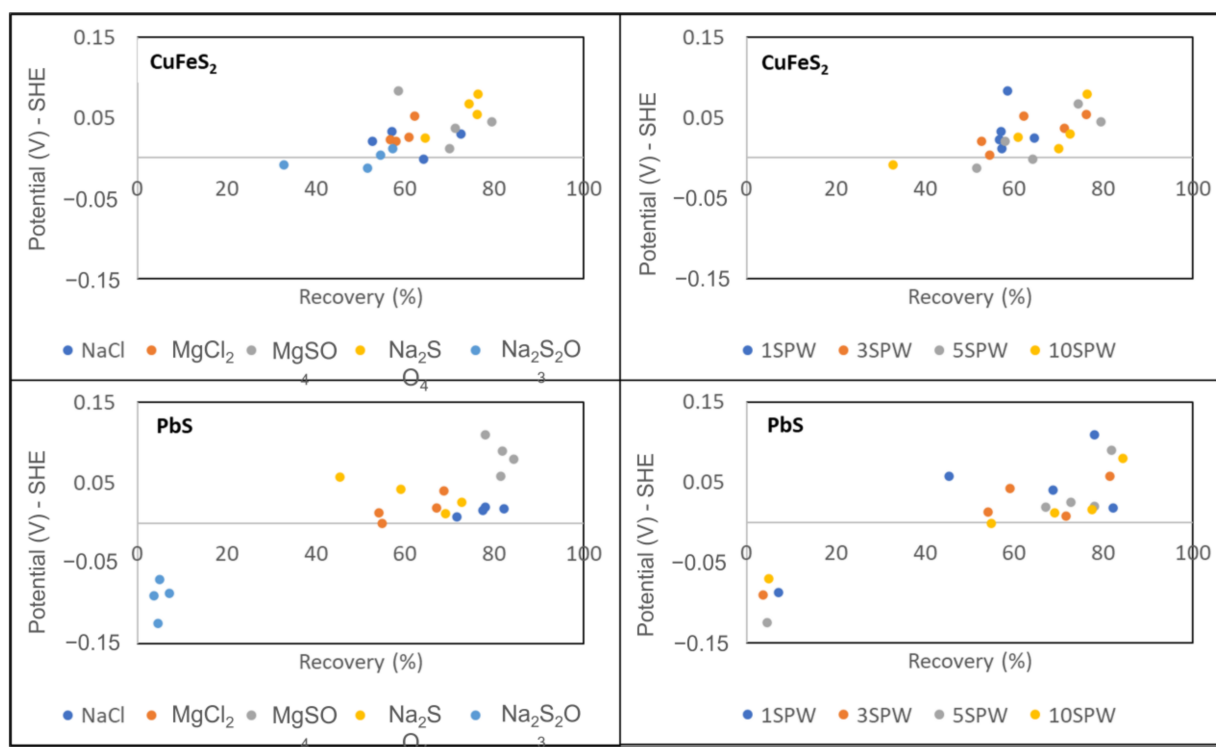 0.15
CuFeS₂
0.05
−0.05
−0.15
0 20 40 60 80 100
Potential (V) - SHE
Recovery (%)
NaCl MgCl₂ MgSO₄ Na₂SO₄ Na₂S₂O₃
0.15
CuFeS₂
0.05
−0.05
−0.15
0 20 40 60 80 100
Potential (V) - SHE
Recovery (%)
1SPW 3SPW 5SPW 10SPW
0.15
PbS
0.05
−0.05
−0.15
0 20 40 60 80 100
Potential (V) - SHE
Recovery (%)
NaCl MgCl₂ MgSO₄ Na₂SO₄ Na₂S₂O₃
0.15
PbS
0.05
−0.05
−0.15
0 20 40 60 80 100
Potential (V) - SHE
Recovery (%)
1SPW 3SPW 5SPW 10SPW